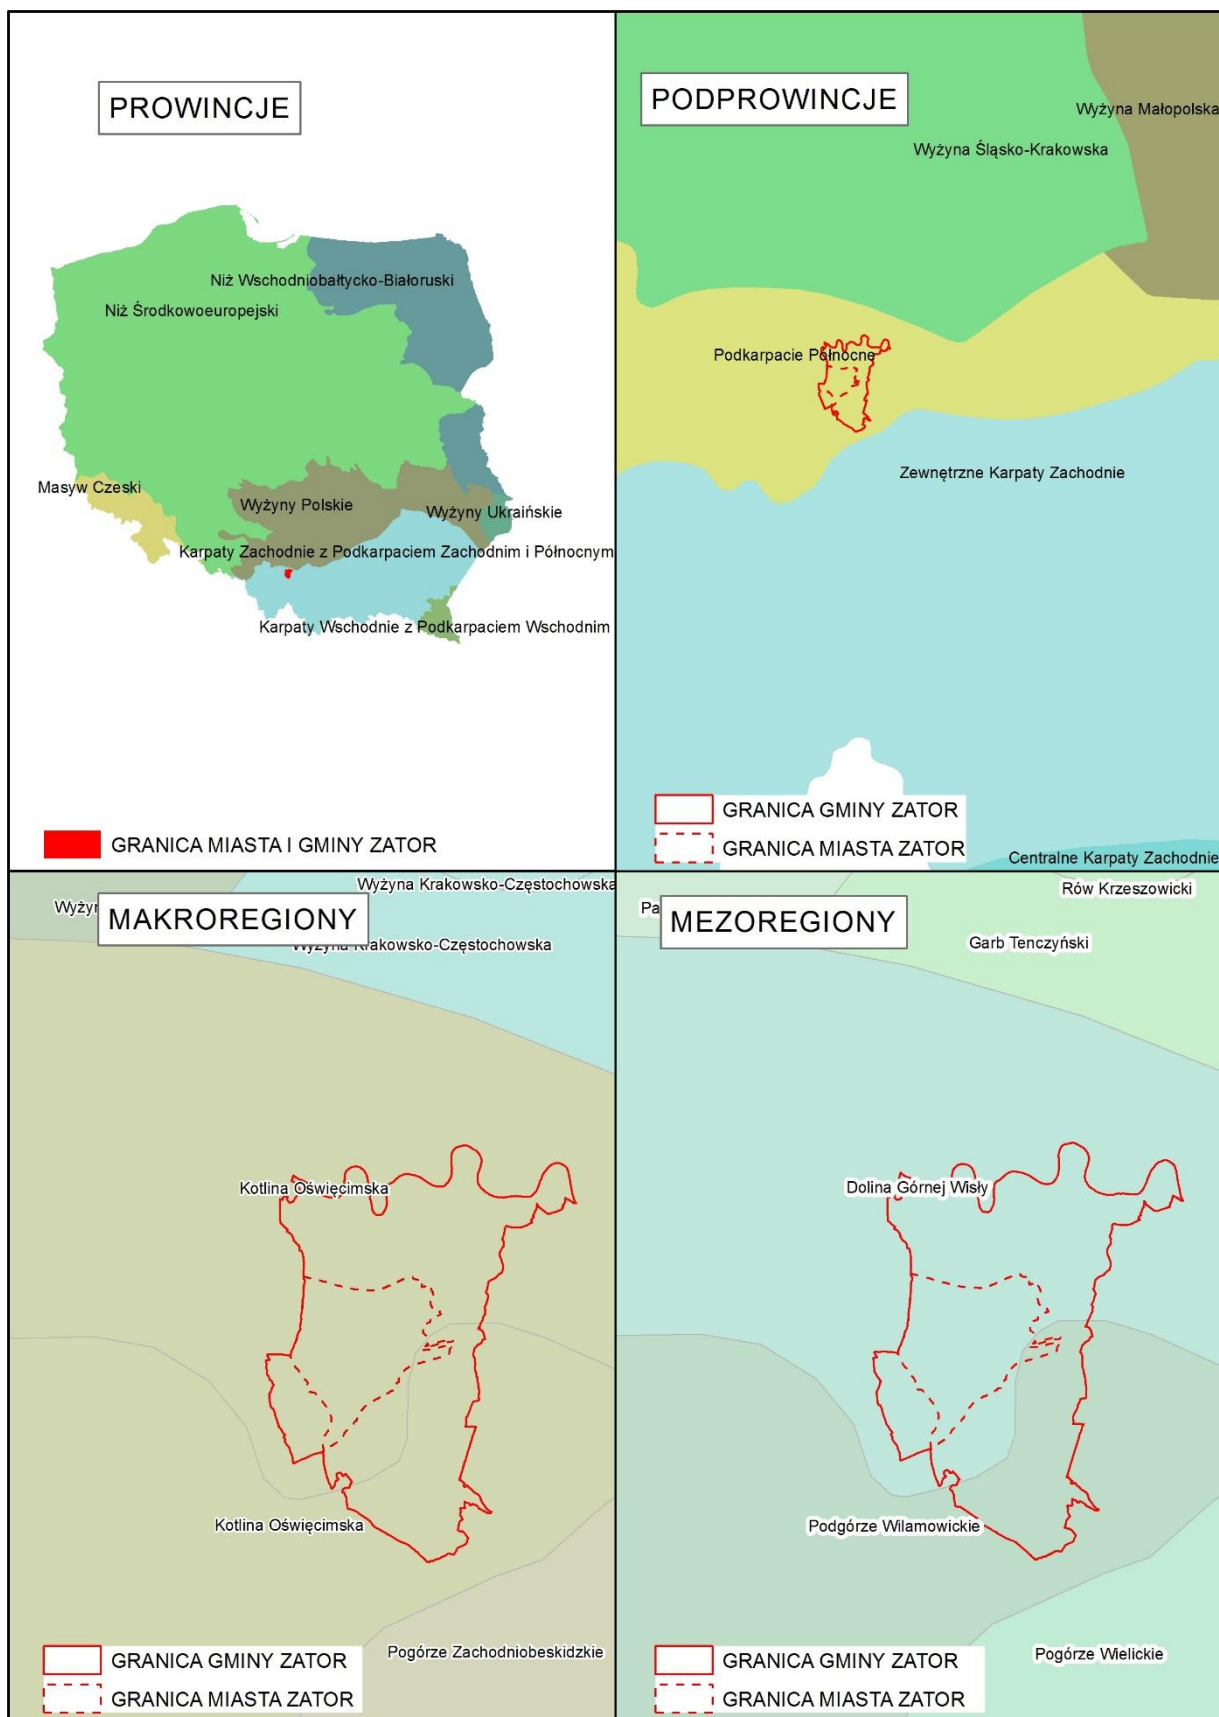 PROWINCJE
Niż Wschodniobałtycko-Białoruski
Niż Środkowoeuropejski
Masyw Czeski
Wyżyny Polskie
Wyżyny Ukraińskie
Karpaty Zachodnie z Podkarpaciem Zachodnim i Północnym
Karpaty Wschodnie z Podkarpaciem Wschodnim
GRANICA MIASTA I GMINY ZATOR
PODPROWINCJE
Wyżyna Małopolska
Wyżyna Śląsko-Krakowska
Podkarpacie Północne
Zewnętrzne Karpaty Zachodnie
GRANICA GMINY ZATOR
GRANICA MIASTA ZATOR
Centralne Karpaty Zachodnie
Wyżyna Krakowsko-Częstochowska
MAKROREGIONY
Wyżyna Krakowsko-Częstochowska
Kotlina Oświęcimska
Kotlina Oświęcimska
Pogórze Zachodniobeskidzkie
GRANICA GMINY ZATOR
GRANICA MIASTA ZATOR
Rów Krzeszowicki
MEZOREGIONY
Garb Tenczyński
Dolina Górnej Wisły
Podgórze Wilamowickie
Pogórze Wielickie
GRANICA GMINY ZATOR
GRANICA MIASTA ZATOR